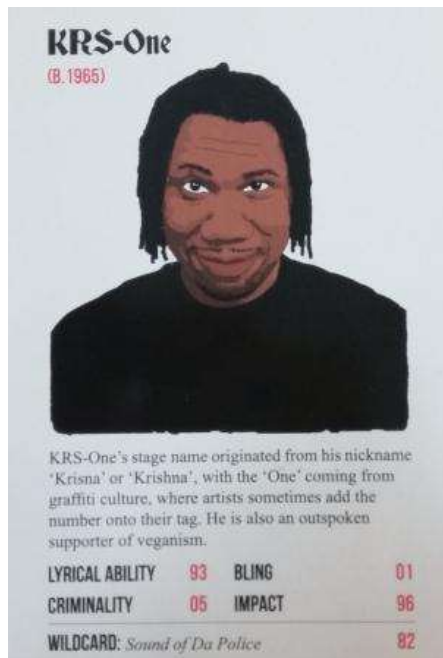 KRS-One
(B.1965)
KRS-One's stage name originated from his nickname
'Krisna' or 'Krishna', with the 'One' coming from
graffiti culture, where artists sometimes add the
number onto their tag. He is also an outspoken
supporter of veganism.
LYRICAL ABILITY 93 BLING 01
CRIMINALITY 05 IMPACT 96
WILDCARD: Sound of Da Police 82